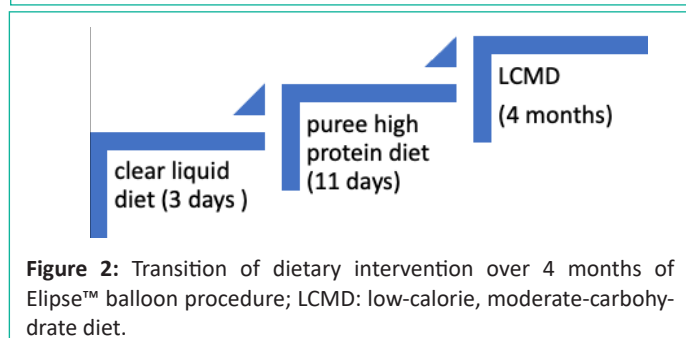 clear liquid
diet (3 days )
puree high
protein diet
(11 days)
LCMD
(4 months)
Figure 2: Transition of dietary intervention over 4 months of
Elipse™ balloon procedure; LCMD: low-calorie, moderate-carbohy-
drate diet.